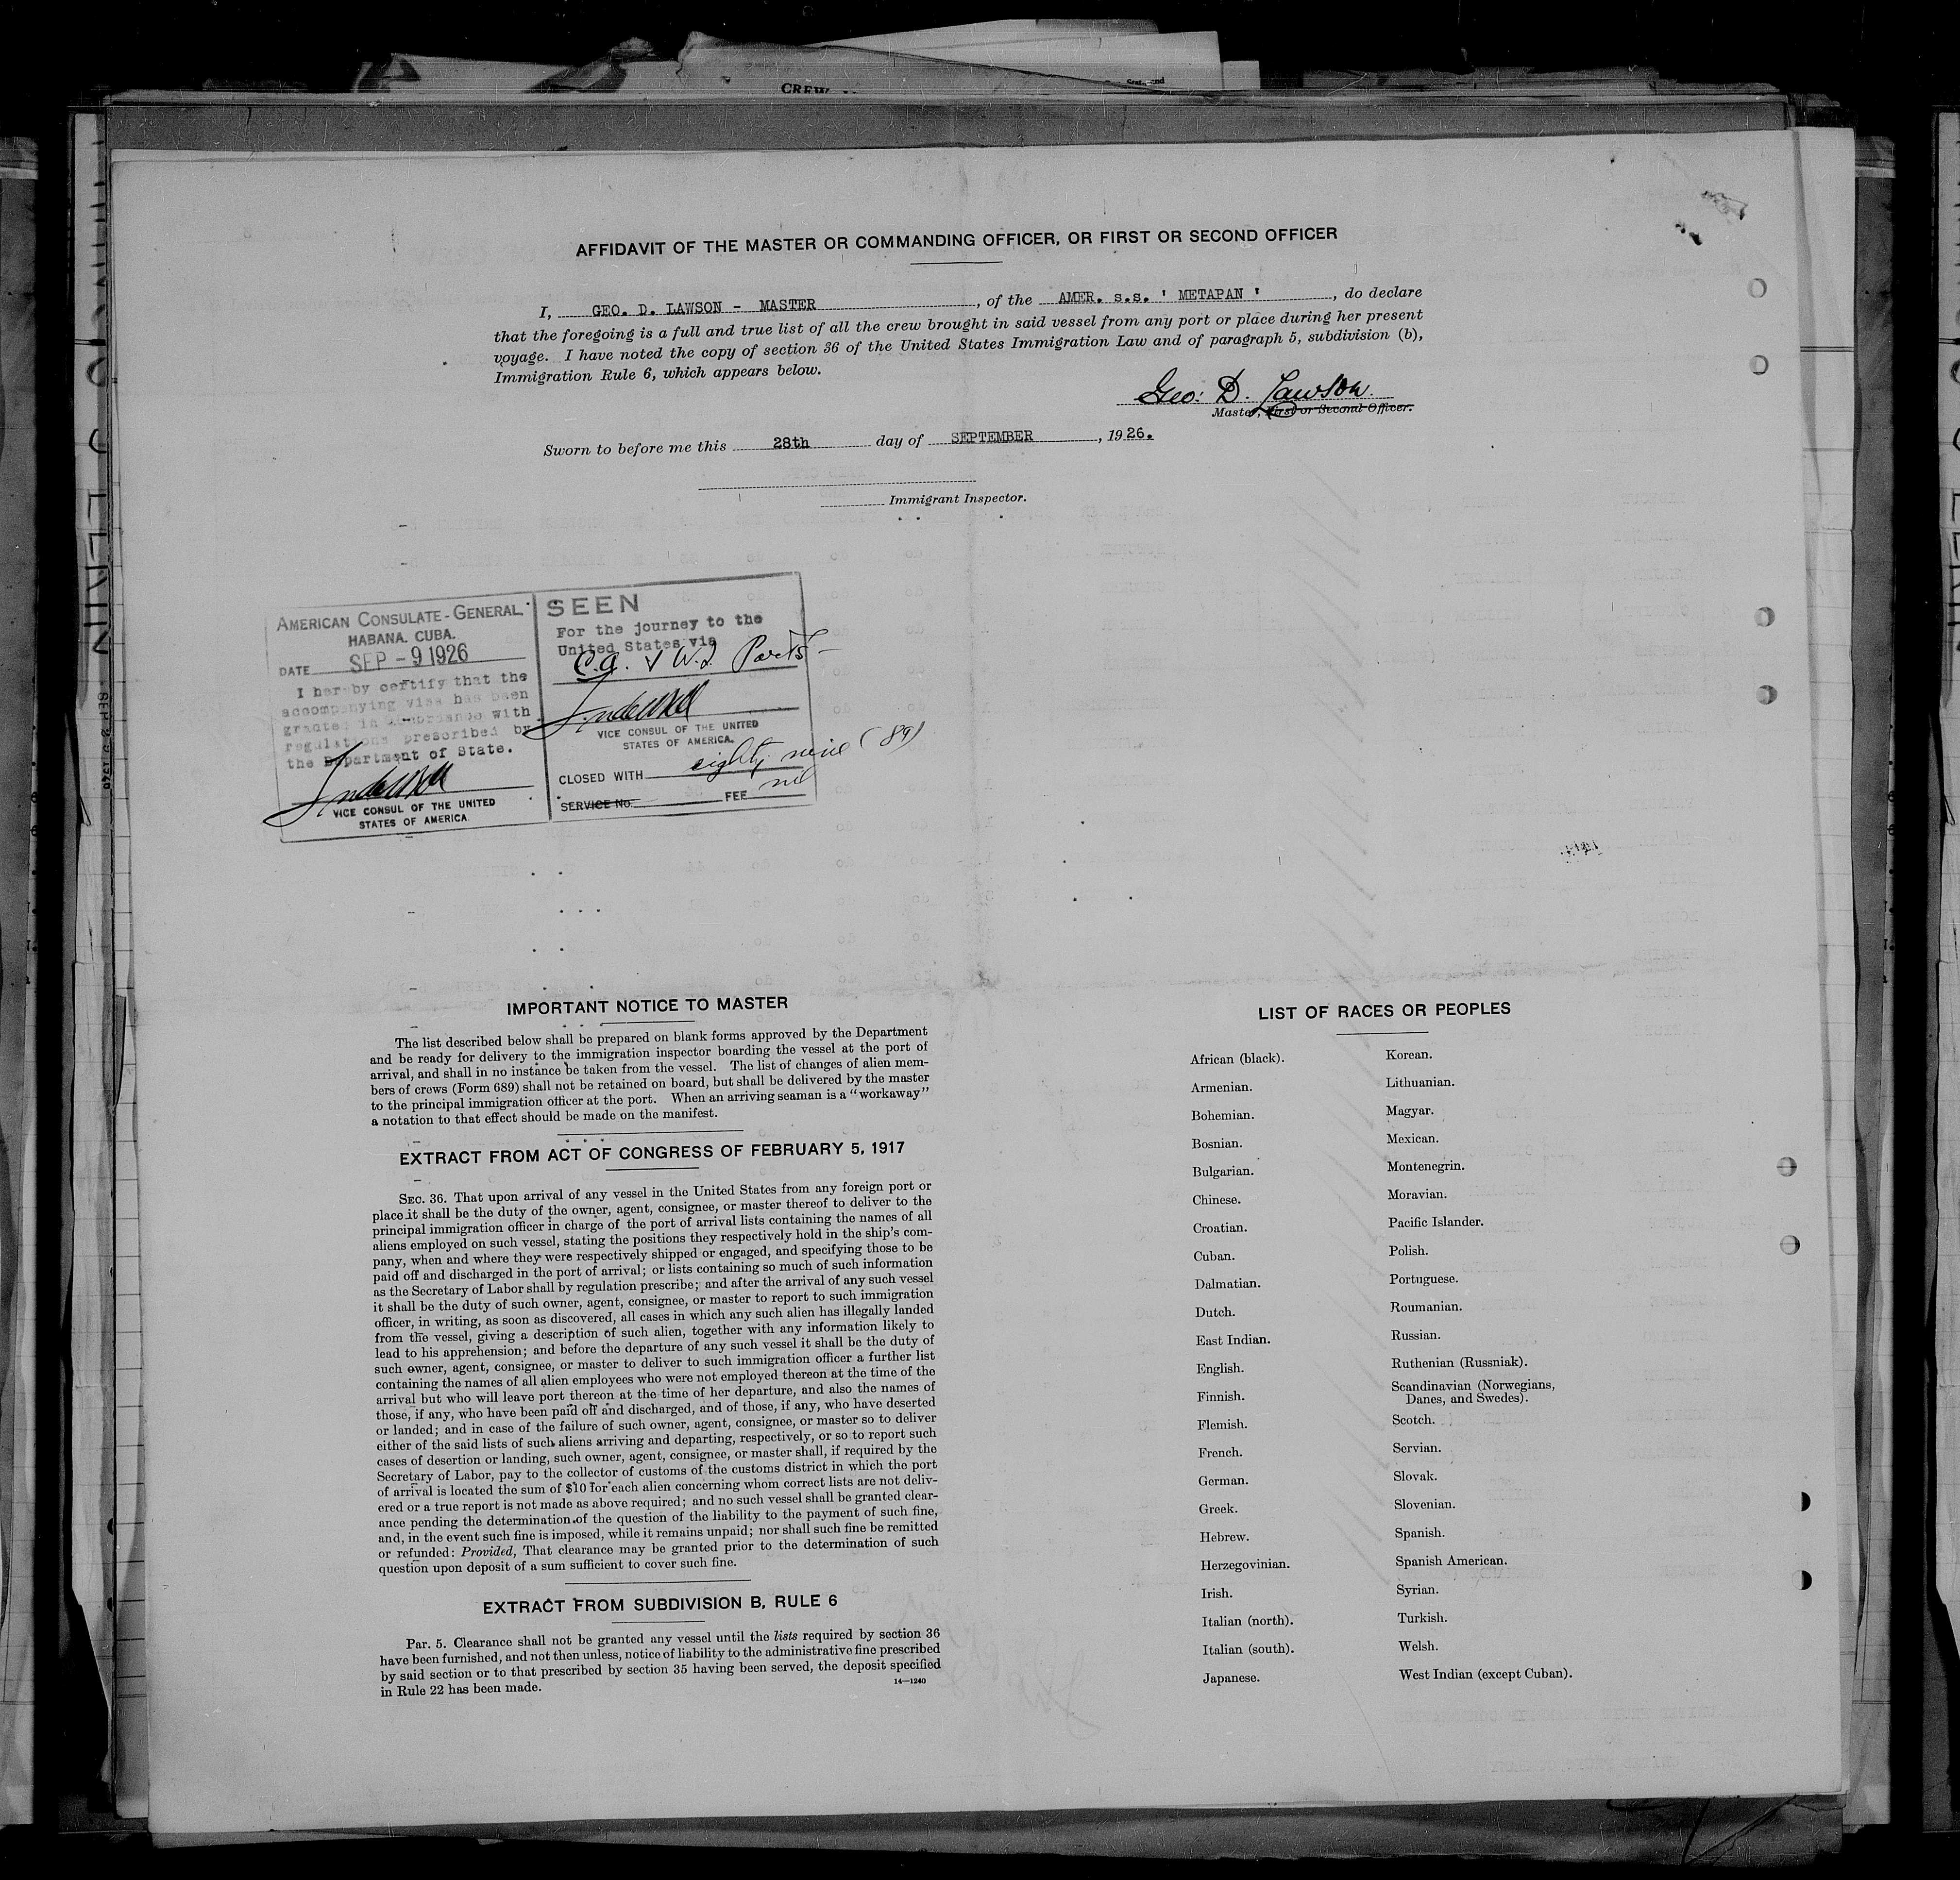 CREW
AFFIDAVIT OF THE MASTER OR COMMANDING OFFICER, OR FIRST OR SECOND OFFICER
I, GEO. D. LAWSON - MASTER, of the AMER. s.s. ' METAPAN ', do declare
that the foregoing is a full and true list of all the crew brought in said vessel from any port or place during her present
voyage. I have noted the copy of section 36 of the United States Immigration Law and of paragraph 5, subdivision (b),
Immigration Rule 6, which appears below.
Geo: D. Lawson.
Master, First or Second Officer.
Sworn to before me this 28th day of SEPTEMBER, 1926.
Immigrant Inspector.
AMERICAN CONSULATE-GENERAL
HABANA. CUBA.
DATE SEP - 9 1926
I hereby certify that the
accompanying visa has been
granted in accordance with
regulations prescribed by
the Department of State.
VICE CONSUL OF THE UNITED
STATES OF AMERICA
SEEN
For the journey to the
United States via
C.A. & W.I. Ports -
VICE CONSUL OF THE UNITED
STATES OF AMERICA.
CLOSED WITH eighty nine (89)
SERVICE No. FEE nil
IMPORTANT NOTICE TO MASTER
The list described below shall be prepared on blank forms approved by the Department
and be ready for delivery to the immigration inspector boarding the vessel at the port of
arrival, and shall in no instance be taken from the vessel. The list of changes of alien mem-
bers of crews (Form 689) shall not be retained on board, but shall be delivered by the master
to the principal immigration officer at the port. When an arriving seaman is a "workaway"
a notation to that effect should be made on the manifest.
EXTRACT FROM ACT OF CONGRESS OF FEBRUARY 5, 1917
SEC. 36. That upon arrival of any vessel in the United States from any foreign port or
place it shall be the duty of the owner, agent, consignee, or master thereof to deliver to the
principal immigration officer in charge of the port of arrival lists containing the names of all
aliens employed on such vessel, stating the positions they respectively hold in the ship's com-
pany, when and where they were respectively shipped or engaged, and specifying those to be
paid off and discharged in the port of arrival; or lists containing so much of such information
as the Secretary of Labor shall by regulation prescribe; and after the arrival of any such vessel
it shall be the duty of such owner, agent, consignee, or master to report to such immigration
officer, in writing, as soon as discovered, all cases in which any such alien has illegally landed
from the vessel, giving a description of such alien, together with any information likely to
lead to his apprehension; and before the departure of any such vessel it shall be the duty of
such owner, agent, consignee, or master to deliver to such immigration officer a further list
containing the names of all alien employees who were not employed thereon at the time of the
arrival but who will leave port thereon at the time of her departure, and also the names of
those, if any, who have been paid off and discharged, and of those, if any, who have deserted
or landed; and in case of the failure of such owner, agent, consignee, or master so to deliver
either of the said lists of such aliens arriving and departing, respectively, or so to report such
cases of desertion or landing, such owner, agent, consignee, or master shall, if required by the
Secretary of Labor, pay to the collector of customs of the customs district in which the port
of arrival is located the sum of $10 for each alien concerning whom correct lists are not deliv-
ered or a true report is not made as above required; and no such vessel shall be granted clear-
ance pending the determination of the question of the liability to the payment of such fine,
and, in the event such fine is imposed, while it remains unpaid; nor shall such fine be remitted
or refunded: Provided, That clearance may be granted prior to the determination of such
question upon deposit of a sum sufficient to cover such fine.
EXTRACT FROM SUBDIVISION B, RULE 6
Par. 5. Clearance shall not be granted any vessel until the lists required by section 36
have been furnished, and not then unless, notice of liability to the administrative fine prescribed
by said section or to that prescribed by section 35 having been served, the deposit specified
in Rule 22 has been made.
14—1240
LIST OF RACES OR PEOPLES
African (black).
Armenian.
Bohemian.
Bosnian.
Bulgarian.
Chinese.
Croatian.
Cuban.
Dalmatian.
Dutch.
East Indian.
English.
Finnish.
Flemish.
French.
German.
Greek.
Hebrew.
Herzegovinian.
Irish.
Italian (north).
Italian (south).
Japanese.
Korean.
Lithuanian.
Magyar.
Mexican.
Montenegrin.
Moravian.
Pacific Islander.
Polish.
Portuguese.
Roumanian.
Russian.
Ruthenian (Russniak).
Scandinavian (Norwegians,
Danes, and Swedes).
Scotch.
Servian.
Slovak.
Slovenian.
Spanish.
Spanish American.
Syrian.
Turkish.
Welsh.
West Indian (except Cuban).